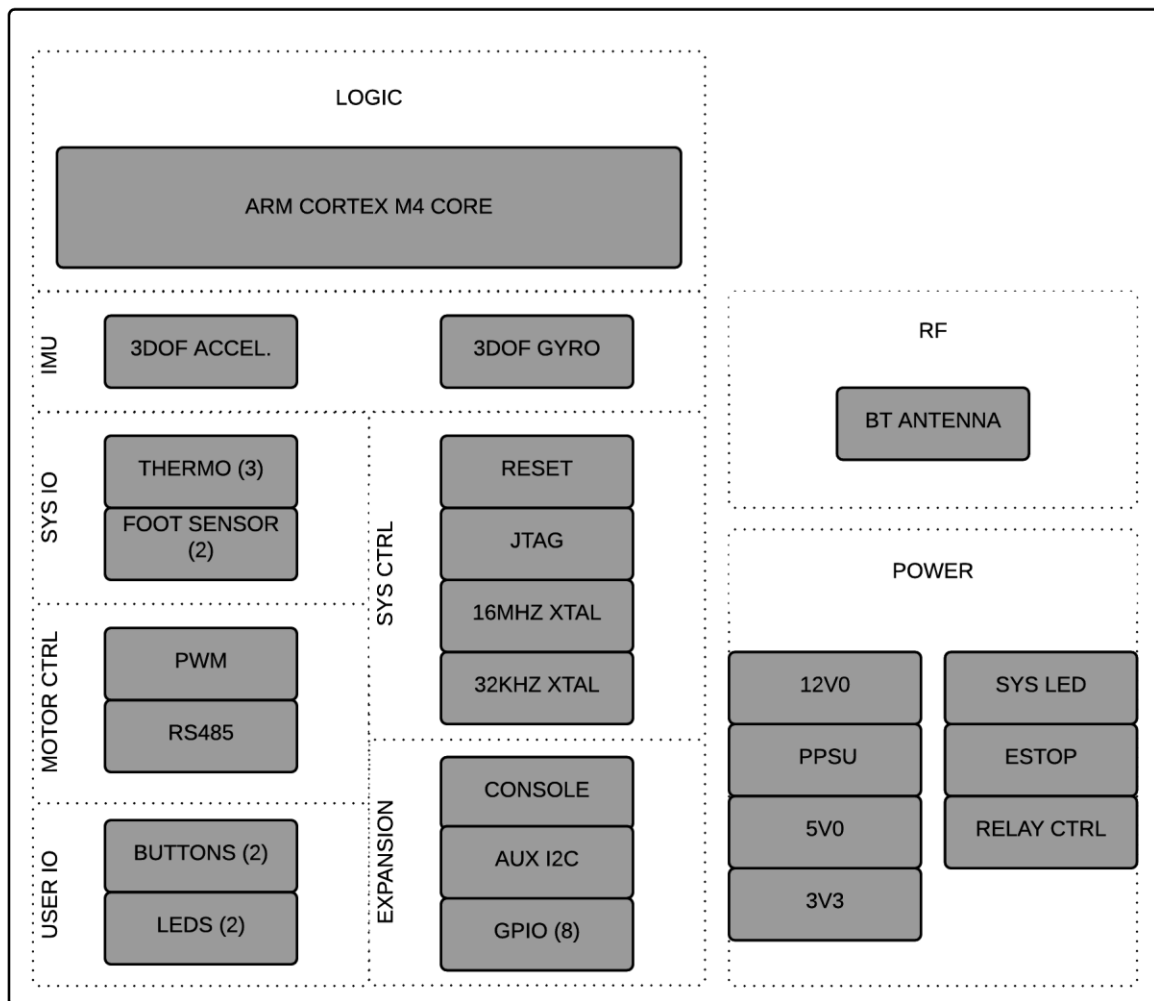 LOGIC
ARM CORTEX M4 CORE
IMU
3DOF ACCEL.
3DOF GYRO
SYS IO
THERMO (3)
FOOT SENSOR
(2)
MOTOR CTRL
PWM
RS485
USER IO
BUTTONS (2)
LEDS (2)
SYS CTRL
RESET
JTAG
16MHZ XTAL
32KHZ XTAL
EXPANSION
CONSOLE
AUX I2C
GPIO (8)
RF
BT ANTENNA
POWER
12V0
PPSU
5V0
3V3
SYS LED
ESTOP
RELAY CTRL